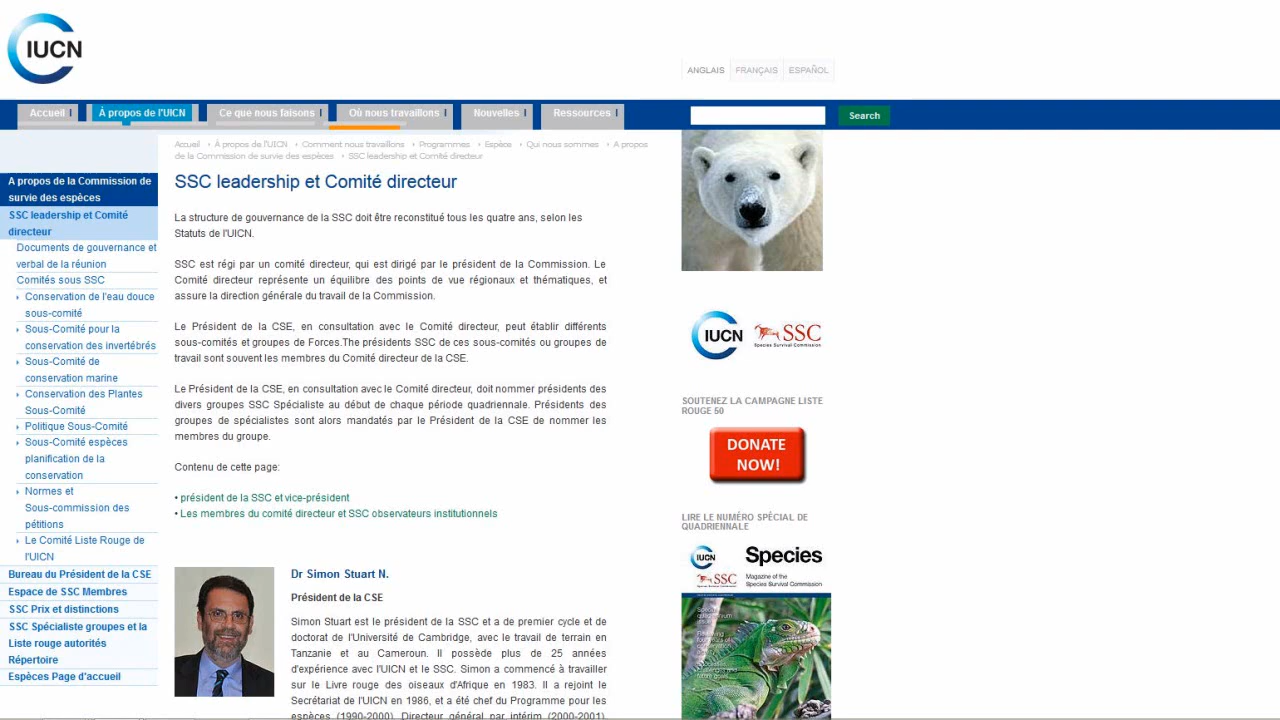 IUCN
ANGLAIS
FRANÇAIS
ESPAÑOL
Accueil
À propos de l'UICN
Ce que nous faisons
Où nous travaillons
Nouvelles
Ressources
Search
Accueil › À propos de l'UICN › Comment nous travaillons › Programmes › Espèce › Qui nous sommes › A propos
de la Commission de survie des espèces › SSC leadership et Comité directeur
A propos de la Commission de
survie des espèces
SSC leadership et Comité
directeur
Documents de gouvernance et
verbal de la réunion
Comités sous SSC
Conservation de l'eau douce
sous-comité
Sous-Comité pour la
conservation des invertébrés
Sous-Comité de
conservation marine
Conservation des Plantes
Sous-Comité
Politique Sous-Comité
Sous-Comité espèces
planification de la
conservation
Normes et
Sous-commission des
pétitions
Le Comité Liste Rouge de
l'UICN
Bureau du Président de la CSE
Espace de SSC Membres
SSC Prix et distinctions
SSC Spécialiste groupes et la
Liste rouge autorités
Répertoire
Espèces Page d'accueil
SSC leadership et Comité directeur
La structure de gouvernance de la SSC doit être reconstitué tous les quatre ans, selon les
Statuts de l'UICN.
SSC est régi par un comité directeur, qui est dirigé par le président de la Commission. Le
Comité directeur représente un équilibre des points de vue régionaux et thématiques, et
assure la direction générale du travail de la Commission.
Le Président de la CSE, en consultation avec le Comité directeur, peut établir différents
sous-comités et groupes de Forces.The présidents SSC de ces sous-comités ou groupes de
travail sont souvent les membres du Comité directeur de la CSE.
Le Président de la CSE, en consultation avec le Comité directeur, doit nommer présidents des
divers groupes SSC Spécialiste au début de chaque période quadriennale. Présidents des
groupes de spécialistes sont alors mandatés par le Président de la CSE de nommer les
membres du groupe.
Contenu de cette page:
• président de la SSC et vice-président
• Les membres du comité directeur et SSC observateurs institutionnels
Dr Simon Stuart N.
Président de la CSE
Simon Stuart est le président de la SSC et a de premier cycle et de
doctorat de l'Université de Cambridge, avec le travail de terrain en
Tanzanie et au Cameroun. Il possède plus de 25 années
d'expérience avec l'UICN et le SSC. Simon a commencé à travailler
sur le Livre rouge des oiseaux d'Afrique en 1983. Il a rejoint le
Secrétariat de l'UICN en 1986, et a été chef du Programme pour les
espèces (1990-2000), Directeur général par intérim (2000-2001),
IUCN
SSC
Species Survival Commission
SOUTENEZ LA CAMPAGNE LISTE
ROUGE 50
DONATE
NOW!
LIRE LE NUMÉRO SPÉCIAL DE
QUADRIENNALE
IUCN
SSC
Species
Magazine of the
Species Survival Commission